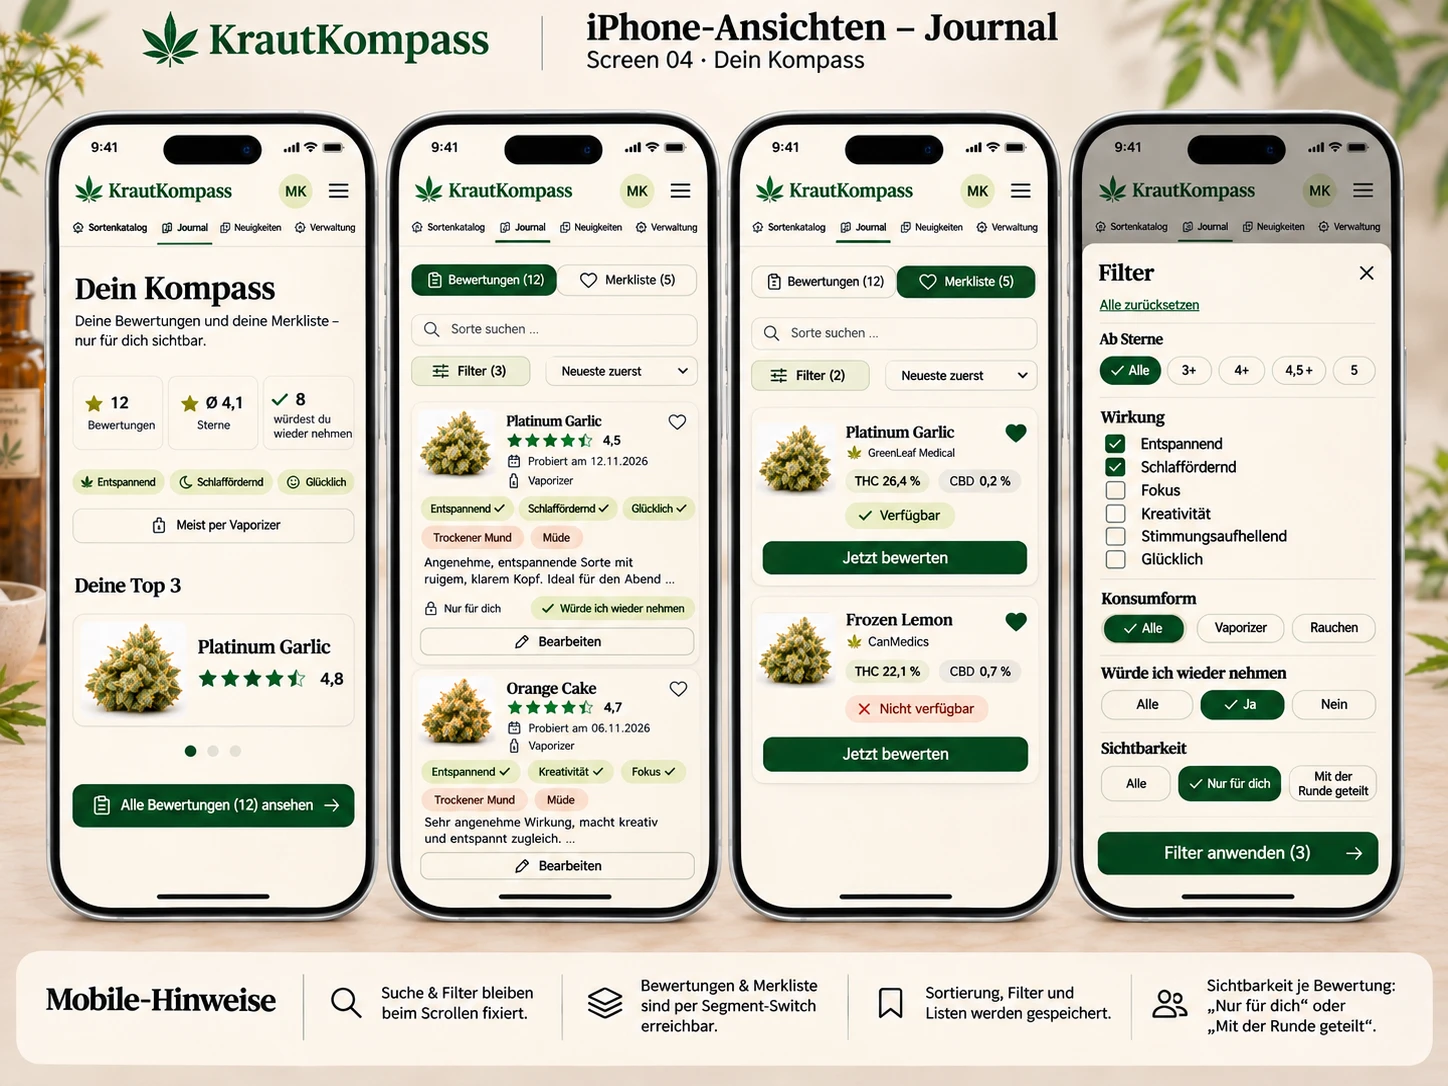 KrautKompass
iPhone-Ansichten – Journal
Screen 04 · Dein Kompass
9:41
KrautKompass
MK
Sortenkatalog
Journal
Neuigkeiten
Verwaltung
Dein Kompass
Deine Bewertungen und deine Merkliste –
nur für dich sichtbar.
12
Bewertungen
Ø 4,1
Sterne
8
würdest du
wieder nehmen
Entspannend
Schlaffördernd
Glücklich
Meist per Vaporizer
Deine Top 3
Platinum Garlic
4,8
Alle Bewertungen (12) ansehen
9:41
KrautKompass
MK
Sortenkatalog
Journal
Neuigkeiten
Verwaltung
Bewertungen (12)
Merkliste (5)
Sorte suchen ...
Filter (3)
Neueste zuerst
Platinum Garlic
4,5
Probiert am 12.11.2026
Vaporizer
Entspannend
Schlaffördernd
Glücklich
Trockener Mund
Müde
Angenehme, entspannende Sorte mit
ruigem, klarem Kopf. Ideal für den Abend ...
Nur für dich
Würde ich wieder nehmen
Bearbeiten
Orange Cake
4,7
Probiert am 06.11.2026
Vaporizer
Entspannend
Kreativität
Fokus
Trockener Mund
Müde
Sehr angenehme Wirkung, macht kreativ
und entspannt zugleich. ...
Bearbeiten
9:41
KrautKompass
MK
Sortenkatalog
Journal
Neuigkeiten
Verwaltung
Bewertungen (12)
Merkliste (5)
Sorte suchen ...
Filter (2)
Neueste zuerst
Platinum Garlic
GreenLeaf Medical
THC 26,4 %
CBD 0,2 %
Verfügbar
Jetzt bewerten
Frozen Lemon
CanMedics
THC 22,1 %
CBD 0,7 %
Nicht verfügbar
Jetzt bewerten
9:41
KrautKompass
MK
Sortenkatalog
Journal
Neuigkeiten
Verwaltung
Filter
Alle zurücksetzen
Ab Sterne
Alle
3+
4+
4,5 +
5
Wirkung
Entspannend
Schlaffördernd
Fokus
Kreativität
Stimmungsaufhellend
Glücklich
Konsumform
Alle
Vaporizer
Rauchen
Würde ich wieder nehmen
Alle
Ja
Nein
Sichtbarkeit
Alle
Nur für dich
Mit der
Runde geteilt
Filter anwenden (3)
Mobile-Hinweise
Suche & Filter bleiben
beim Scrollen fixiert.
Bewertungen & Merkliste
sind per Segment-Switch
erreichbar.
Sortierung, Filter und
Listen werden gespeichert.
Sichtbarkeit je Bewertung:
„Nur für dich“ oder
„Mit der Runde geteilt“.